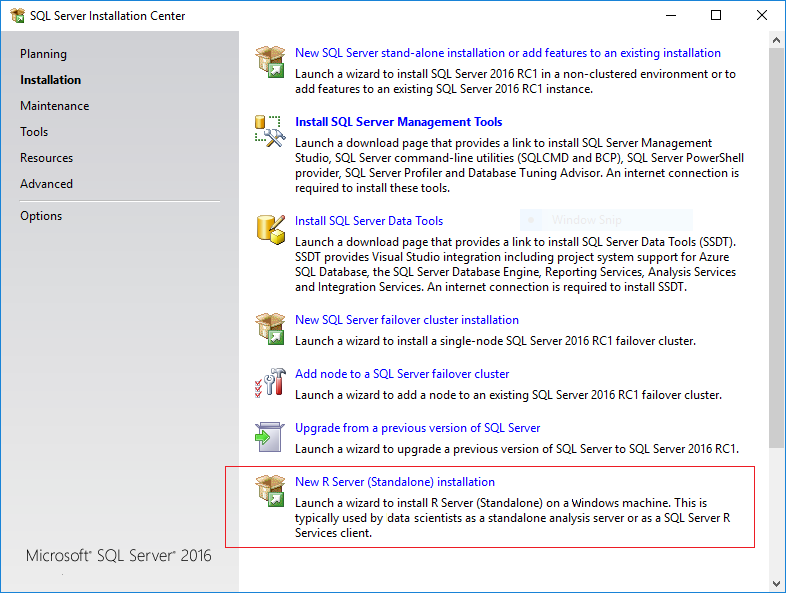 SQL Server Installation Center
Planning
Installation
Maintenance
Tools
Resources
Advanced
Options
Microsoft® SQL Server® 2016
New SQL Server stand-alone installation or add features to an existing installation
Launch a wizard to install SQL Server 2016 RC1 in a non-clustered environment or to
add features to an existing SQL Server 2016 RC1 instance.
Install SQL Server Management Tools
Launch a download page that provides a link to install SQL Server Management
Studio, SQL Server command-line utilities (SQLCMD and BCP), SQL Server PowerShell
provider, SQL Server Profiler and Database Tuning Advisor. An internet connection is
required to install these tools.
Install SQL Server Data Tools
Window Snip
Launch a download page that provides a link to install SQL Server Data Tools (SSDT).
SSDT provides Visual Studio integration including project system support for Azure
SQL Database, the SQL Server Database Engine, Reporting Services, Analysis Services
and Integration Services. An internet connection is required to install SSDT.
New SQL Server failover cluster installation
Launch a wizard to install a single-node SQL Server 2016 RC1 failover cluster.
Add node to a SQL Server failover cluster
Launch a wizard to add a node to an existing SQL Server 2016 RC1 failover cluster.
Upgrade from a previous version of SQL Server
Launch a wizard to upgrade a previous version of SQL Server to SQL Server 2016 RC1.
New R Server (Standalone) installation
Launch a wizard to install R Server (Standalone) on a Windows machine. This is
typically used by data scientists as a standalone analysis server or as a SQL Server R
Services client.